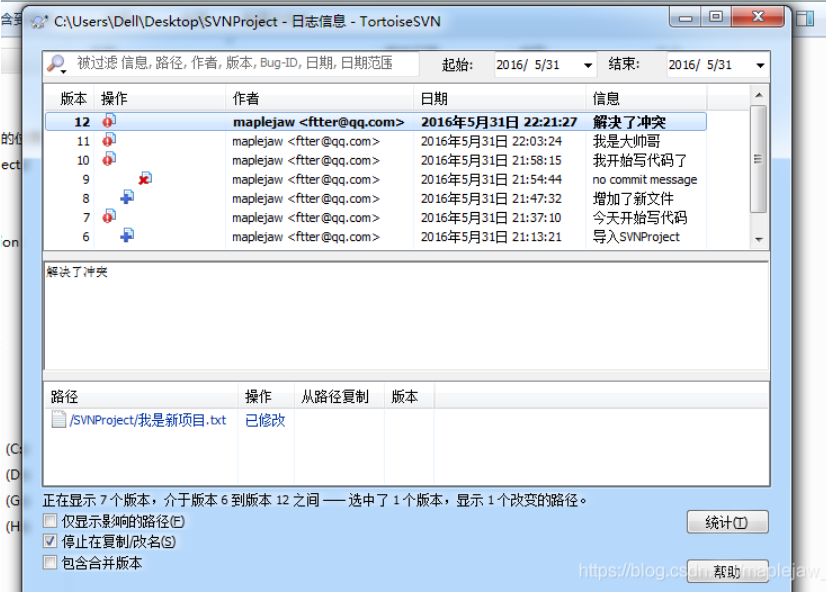 C:\Users\Dell\Desktop\SVNProject - 日志信息 - TortoiseSVN
被过滤 信息, 路径, 作者, 版本, Bug-ID, 日期, 日期范围 起始: 2016/ 5/31 结束: 2016/ 5/31
版本 操作 作者 日期 信息
12 maplejaw <ftter@qq.com> 2016年5月31日 22:21:27 解决了冲突
11 maplejaw <ftter@qq.com> 2016年5月31日 22:03:24 我是大帅哥
10 maplejaw <ftter@qq.com> 2016年5月31日 21:58:15 我开始写代码了
9 maplejaw <ftter@qq.com> 2016年5月31日 21:54:44 no commit message
8 maplejaw <ftter@qq.com> 2016年5月31日 21:47:32 增加了新文件
7 maplejaw <ftter@qq.com> 2016年5月31日 21:37:10 今天开始写代码
6 maplejaw <ftter@qq.com> 2016年5月31日 21:13:21 导入SVNProject
解决了冲突
路径 操作 从路径复制 版本
/SVNProject/我是新项目.txt 已修改
正在显示 7 个版本，介于版本 6 到版本 12 之间 —— 选中了 1 个版本，显示 1 个改变的路径。
仅显示影响的路径(F)
统计(T)
停止在复制/改名(S)
包含合并版本
帮助